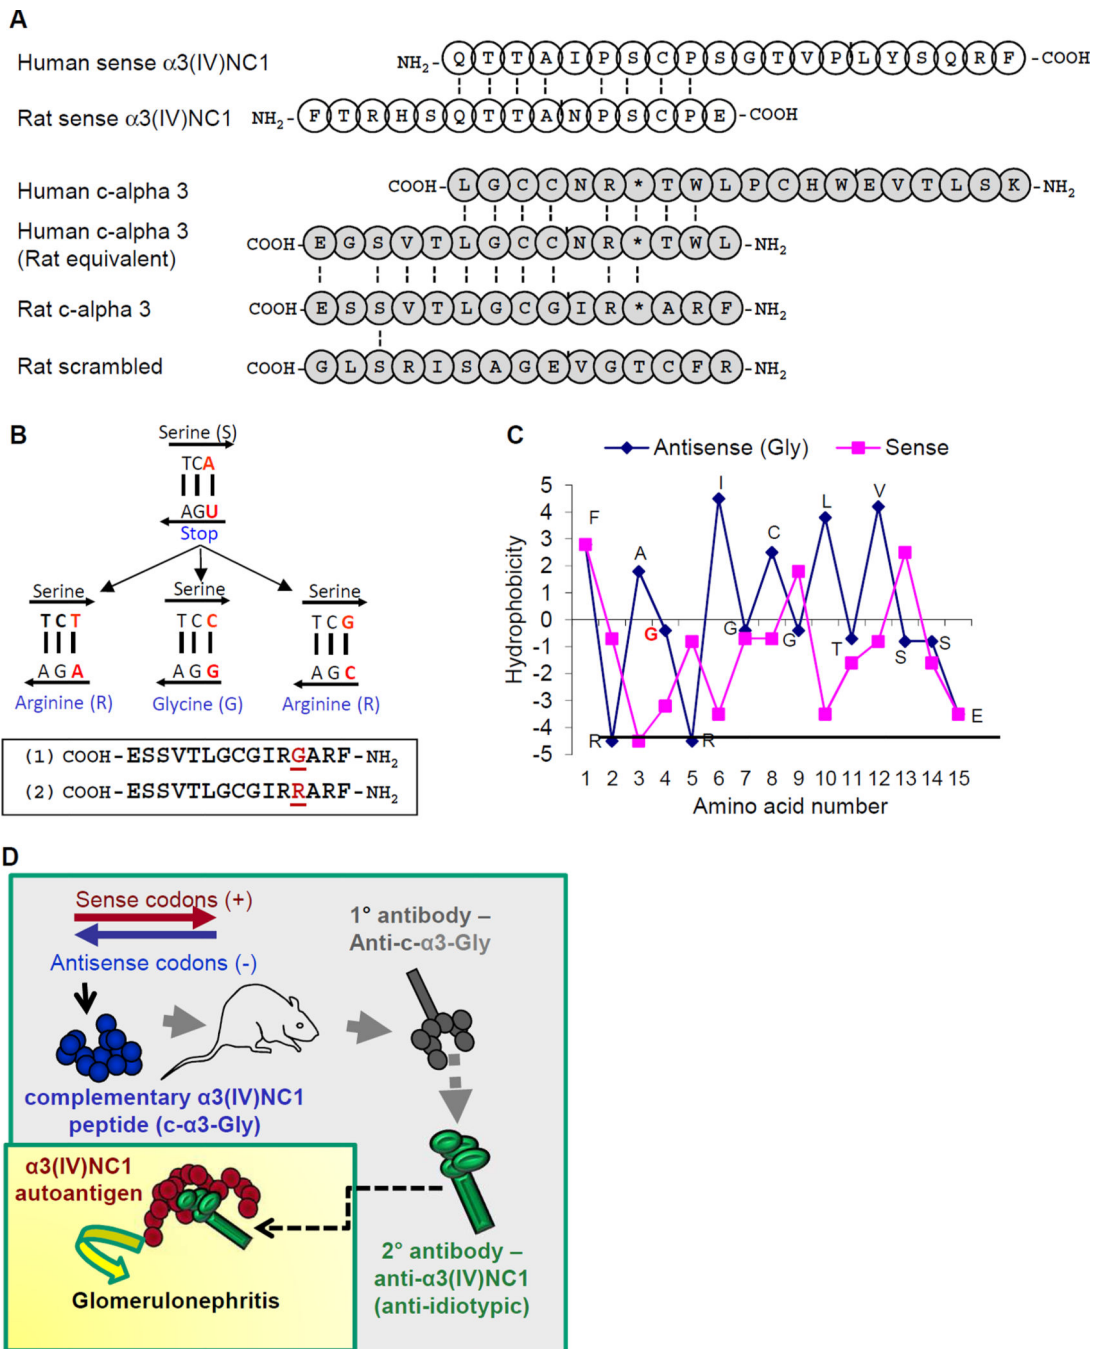 A
Human sense α3(IV)NC1 NH2-QTTAIPSCPSGTVPLYSQRF-COOH
Rat sense α3(IV)NC1 NH2-FTRHSQTTANPSCPE-COOH
Human c-alpha 3 COOH-LGCCNR*TWLPCHWEVTLSK-NH2
Human c-alpha 3
(Rat equivalent) COOH-EGSVTLGCCNR*TWL-NH2
Rat c-alpha 3 COOH-ESSVTLGCGIR*ARF-NH2
Rat scrambled COOH-GLSRISAGEVGTCFR-NH2
B
Serine (S)
TCA
AGU
Stop
Serine Serine Serine
TCT TCC TCG
AGA AGG AGC
Arginine (R) Glycine (G) Arginine (R)
(1) COOH-ESSVTLGCGIRGARF-NH2
(2) COOH-ESSVTLGCGIRRARF-NH2
C
Antisense (Gly) Sense
Hydrophobicity
5
4
3
2
1
0
-1
-2
-3
-4
-5
F R A G R I G C G L T V S S E
1 2 3 4 5 6 7 8 9 10 11 12 13 14 15
Amino acid number
D
Sense codons (+)
Antisense codons (-)
complementary α3(IV)NC1
peptide (c-α3-Gly)
1° antibody –
Anti-c-α3-Gly
2° antibody –
anti-α3(IV)NC1
(anti-idiotypic)
α3(IV)NC1
autoantigen
Glomerulonephritis